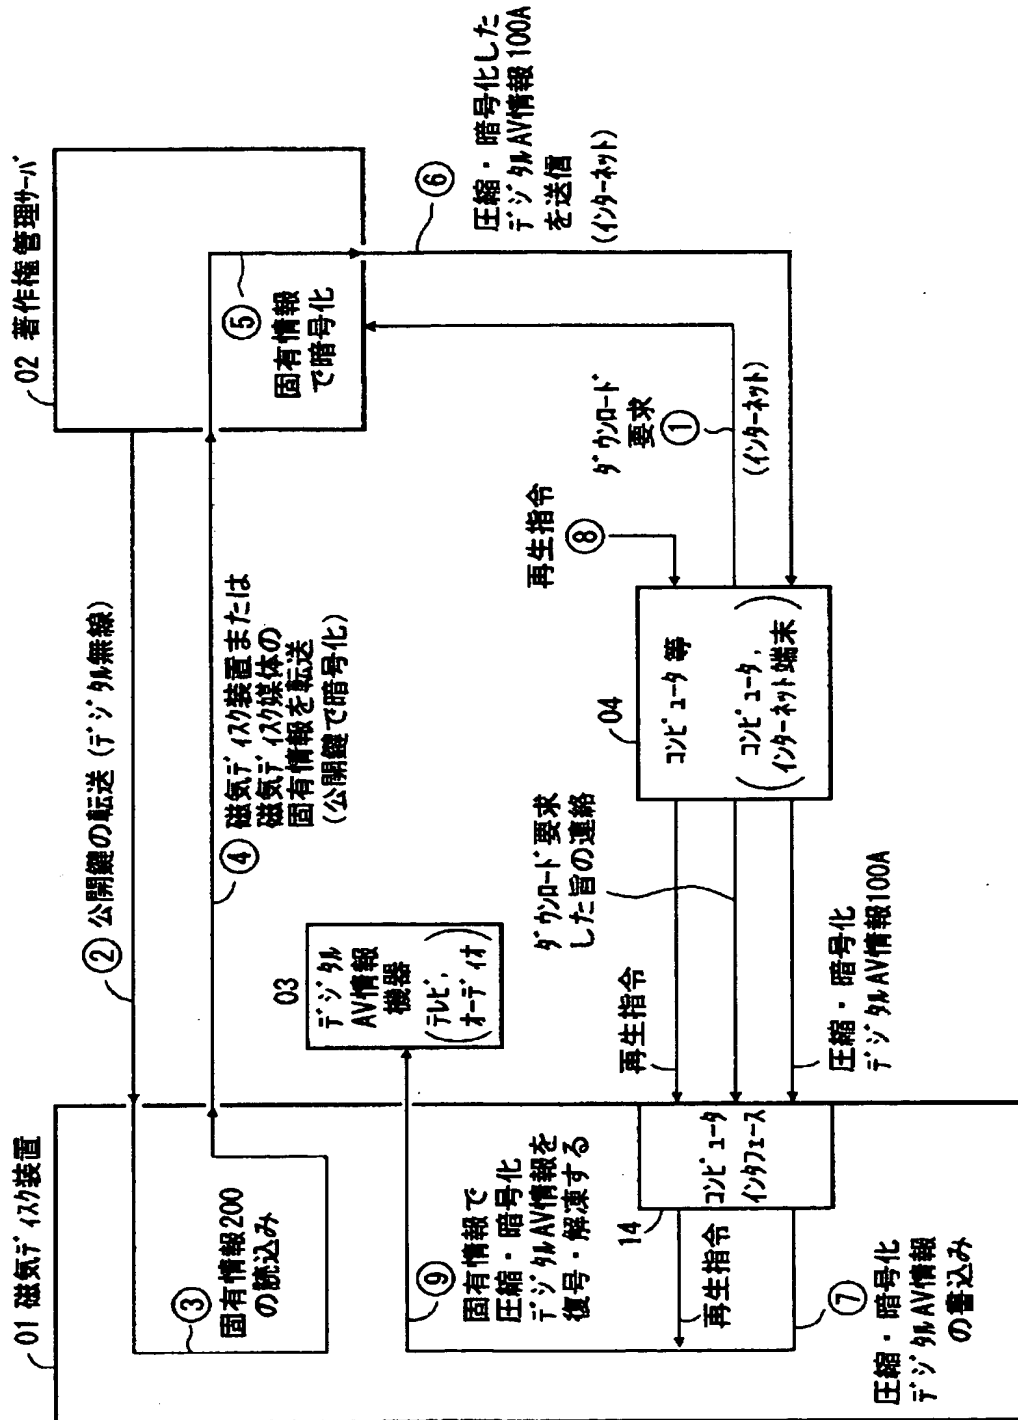 01 磁気ディスク装置
02 著作権管理サーバ
② 公開鍵の転送 (デジタル無線)
③
固有情報200
の読込み
④
磁気ディスク装置または
磁気ディスク媒体の
固有情報を転送
(公開鍵で暗号化)
⑤
固有情報
で暗号化
⑥
圧縮・暗号化した
デジタルAV情報100A
を送信
(インターネット)
03
デジタル
AV情報
機器
(テレビ,
オーディオ)
⑨
固有情報で
圧縮・暗号化
デジタルAV情報を
復号・解凍する
ダウンロード
要求
①
(インターネット)
再生指令
⑧
04
コンピュータ等
(コンピュータ,
インターネット端末)
ダウンロード要求
した旨の連絡
再生指令
圧縮・暗号化
デジタルAV情報100A
14
コンピュータ
インタフェース
再生指令
⑦
圧縮・暗号化
デジタルAV情報
の書込み